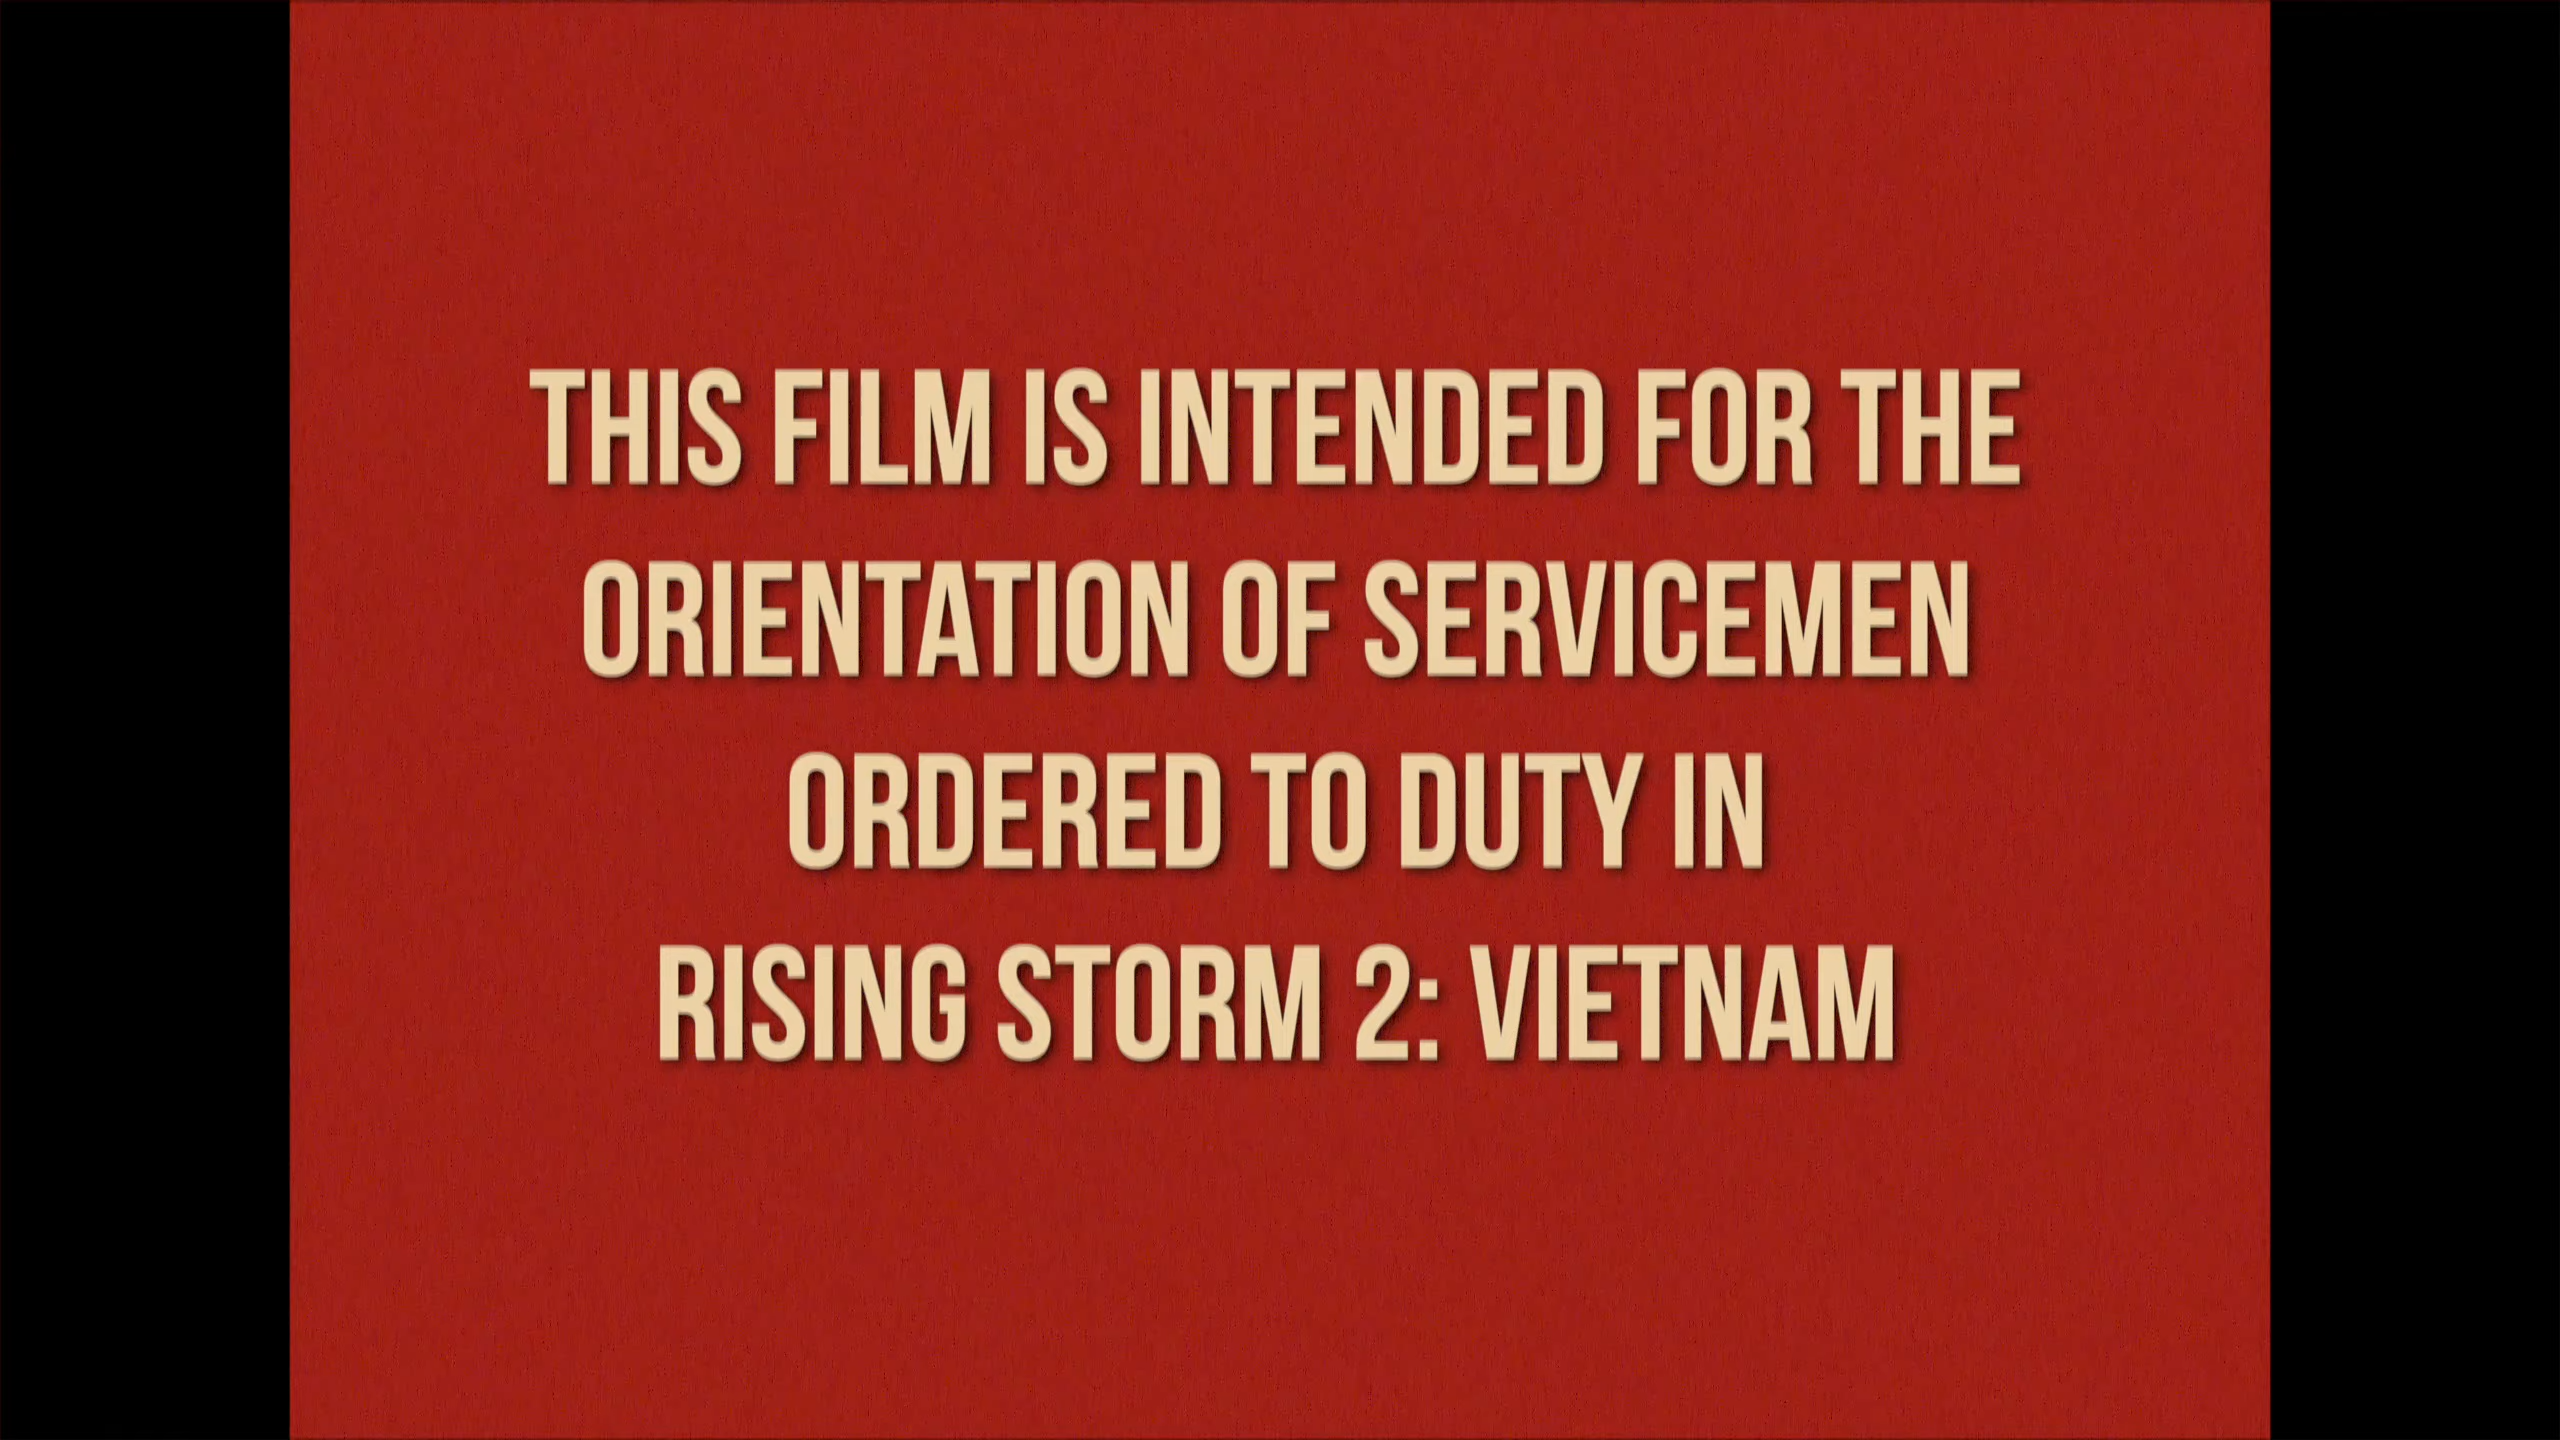 THIS FILM IS INTENDED FOR THE
ORIENTATION OF SERVICEMEN
ORDERED TO DUTY IN
RISING STORM 2: VIETNAM